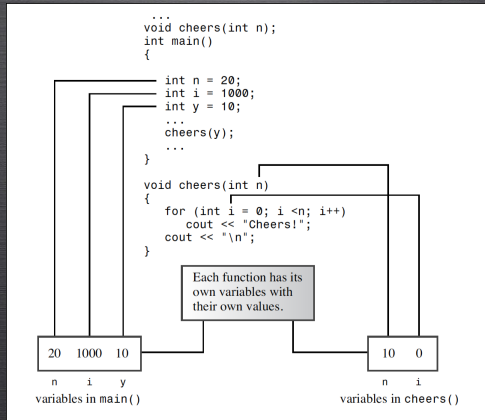 ...
void cheers(int n);
int main()
{
int n = 20;
int i = 1000;
int y = 10;
...
cheers(y);
...
}
void cheers(int n)
{
for (int i = 0; i <n; i++)
cout << "Cheers!";
cout << "\n";
}
Each function has its
own variables with
their own values.
20 1000 10
n i y
variables in main()
10 0
n i
variables in cheers()